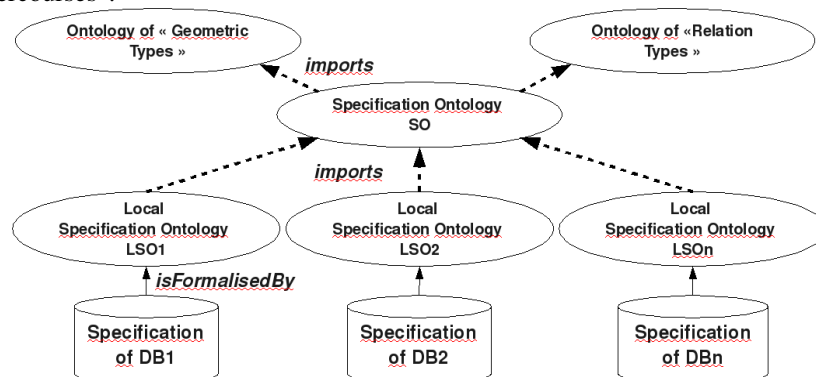 Ontology of « Geometric
Types »
Ontology of «Relation
Types »
imports
Specification Ontology
SO
imports
Local
Specification Ontology
LSO1
Local
Specification Ontology
LSO2
Local
Specification Ontology
LSOn
isFormalisedBy
Specification
of DB1
Specification
of DB2
Specification
of DBn